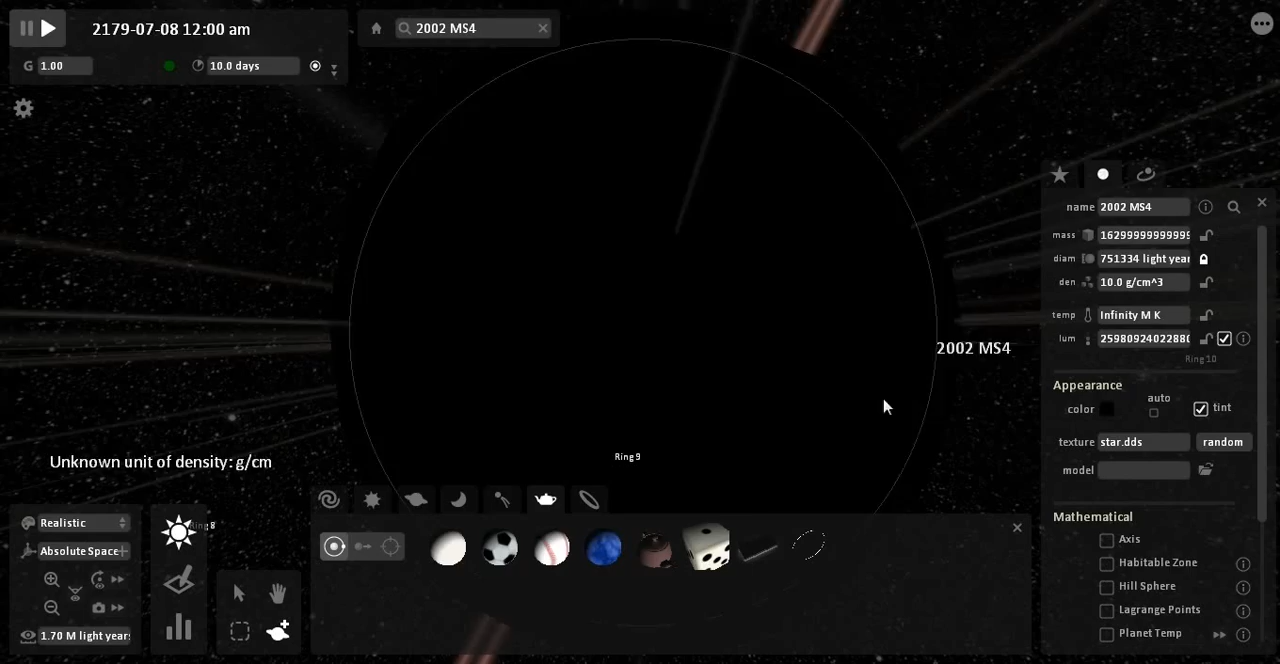 2179-07-08 12:00 am
2002 MS4
G 1.00
10.0 days
name 2002 MS4
mass 16299999999999
diam 751334 light year
den 10.0 g/cm^3
temp Infinity M K
lum 2598092402288
Ring 10
2002 MS4
Appearance
auto
color
tint
texture star.dds random
model
Ring 9
Unknown unit of density: g/cm
Mathematical
Axis
Habitable Zone
Hill Sphere
Lagrange Points
Planet Temp
Realistic
Ring 8
Absolute Space
1.70 M light years